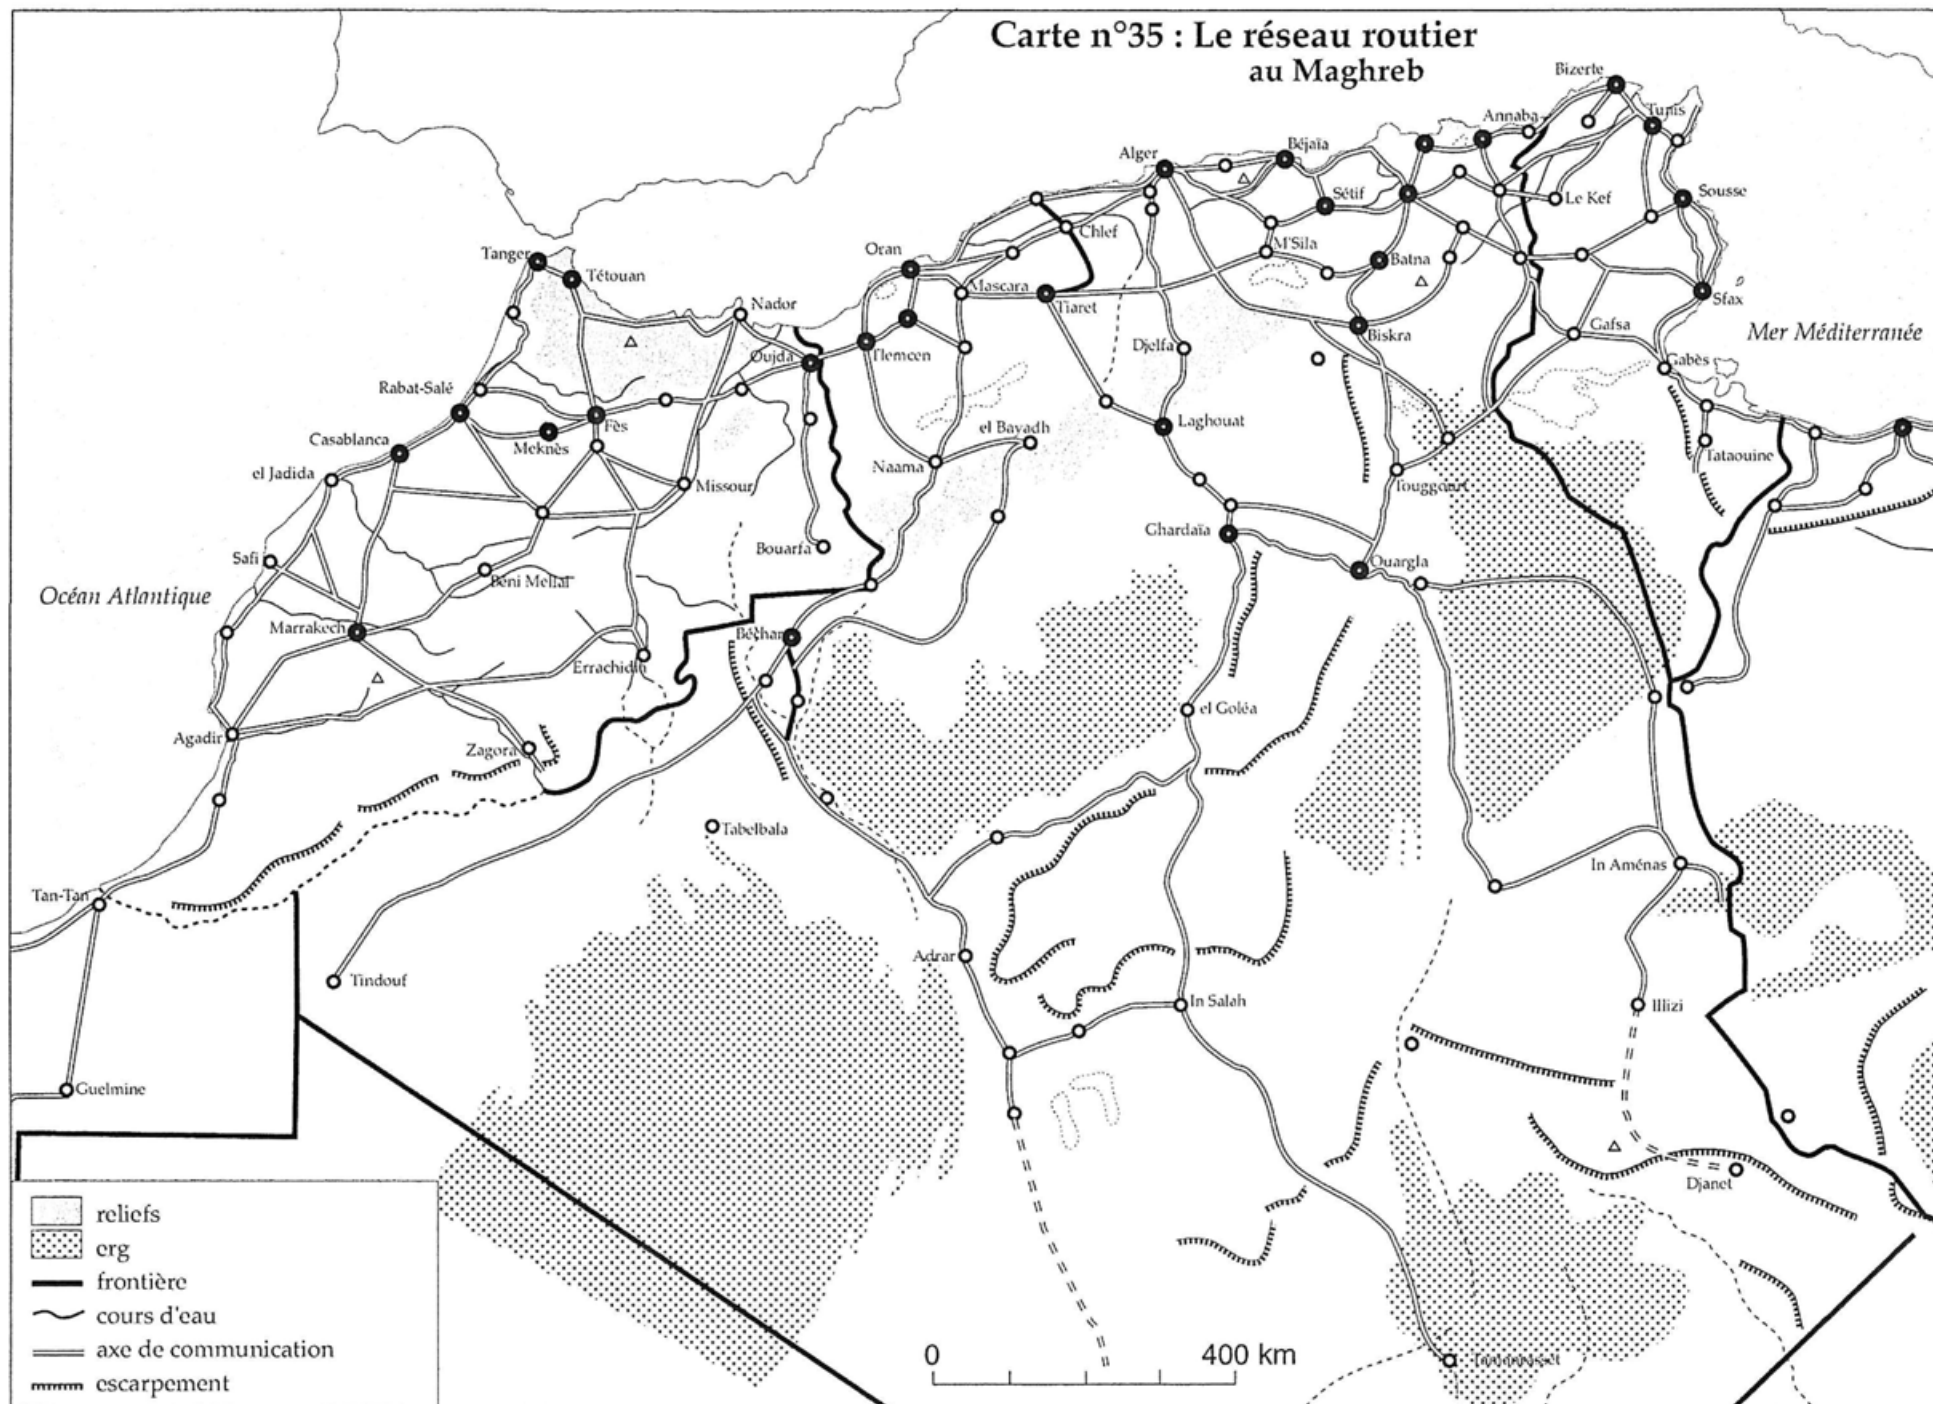 Carte n°35 : Le réseau routier
au Maghreb
Bizerte
Tunis
Annaba
Béjaïa
Alger
Sétif
Le Kef
Sousse
Chlef
M'Sila
Batna
Oran
Tanger
Tétouan
Mascara
Tiaret
Sfax
Nador
Gafsa
Mer Méditerranée
Biskra
Djelfa
Tlemcen
Oujda
Gabès
Rabat-Salé
Fès
Laghouat
Casablanca
Meknès
el Bayadh
Tataouine
el Jadida
Naama
Missour
Touggourt
Ghardaïa
Bouarfa
Safi
Ouargla
Béni Mellal
Océan Atlantique
Marrakech
Béchar
Errachidia
el Goléa
Agadir
Zagora
Tabelbala
In Aménas
Tan-Tan
Adrar
Tindouf
In Salah
Illizi
Guelmine
Djanet
reliefs
erg
frontière
cours d'eau
axe de communication
escarpement
0 400 km
Tamanrasset